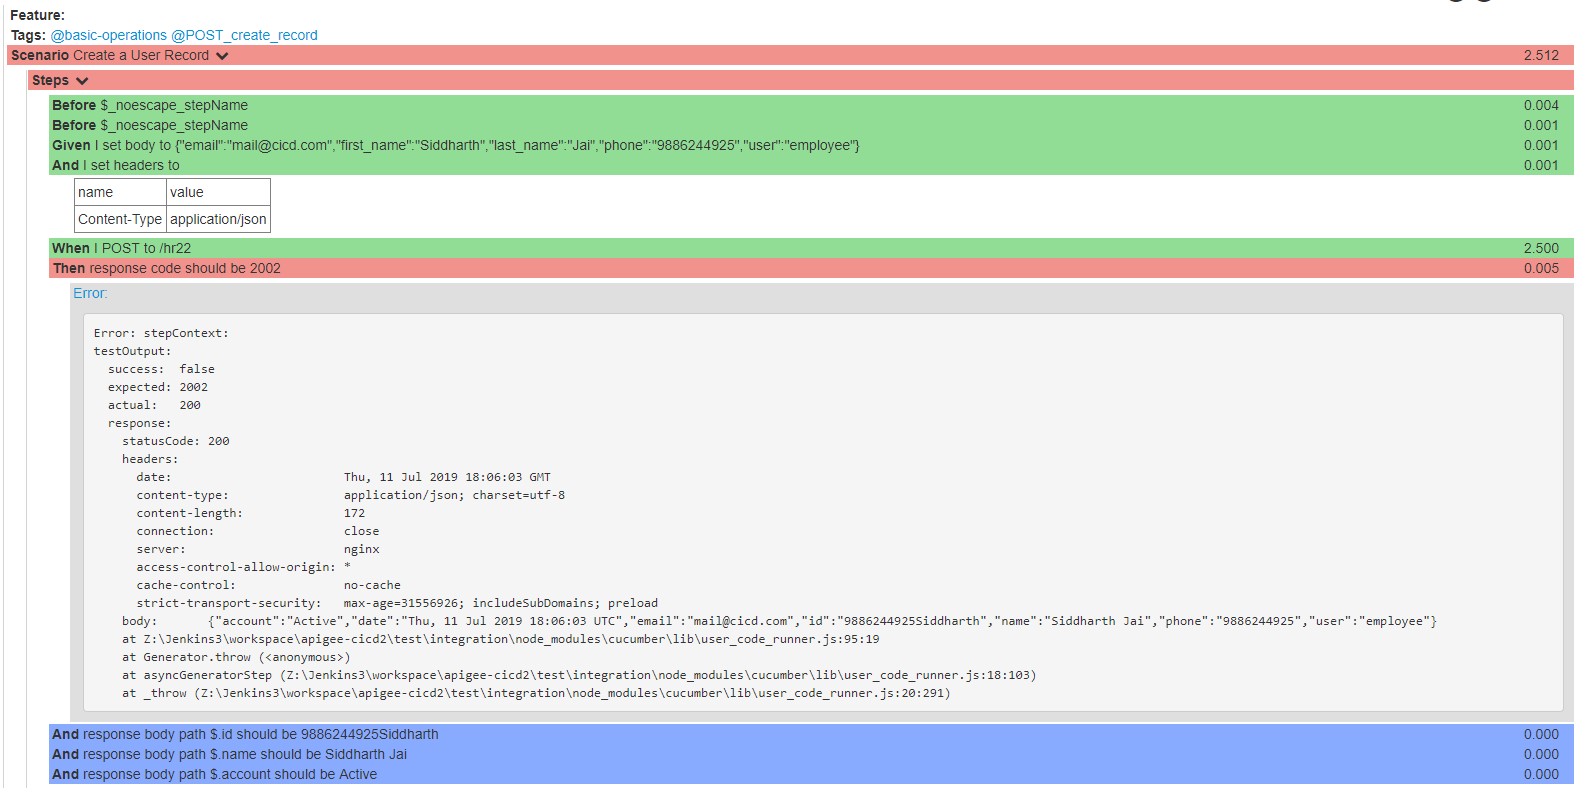 Feature:
Tags: @basic-operations @POST_create_record
Scenario Create a User Record 2.512
Steps
Before $_noescape_stepName 0.004
Before $_noescape_stepName 0.001
Given I set body to {"email":"mail@cicd.com","first_name":"Siddharth","last_name":"Jai","phone":"9886244925","user":"employee"} 0.001
And I set headers to 0.001
name value
Content-Type application/json
When I POST to /hr22 2.500
Then response code should be 2002 0.005
Error:
Error: stepContext:
testOutput:
success: false
expected: 2002
actual: 200
response:
statusCode: 200
headers:
date: Thu, 11 Jul 2019 18:06:03 GMT
content-type: application/json; charset=utf-8
content-length: 172
connection: close
server: nginx
access-control-allow-origin: *
cache-control: no-cache
strict-transport-security: max-age=31556926; includeSubDomains; preload
body: {"account":"Active","date":"Thu, 11 Jul 2019 18:06:03 UTC","email":"mail@cicd.com","id":"9886244925Siddharth","name":"Siddharth Jai","phone":"9886244925","user":"employee"}
at Z:\Jenkins3\workspace\apigee-cicd2\test\integration\node_modules\cucumber\lib\user_code_runner.js:95:19
at Generator.throw (<anonymous>)
at asyncGeneratorStep (Z:\Jenkins3\workspace\apigee-cicd2\test\integration\node_modules\cucumber\lib\user_code_runner.js:18:103)
at _throw (Z:\Jenkins3\workspace\apigee-cicd2\test\integration\node_modules\cucumber\lib\user_code_runner.js:20:291)
And response body path $.id should be 9886244925Siddharth 0.000
And response body path $.name should be Siddharth Jai 0.000
And response body path $.account should be Active 0.000